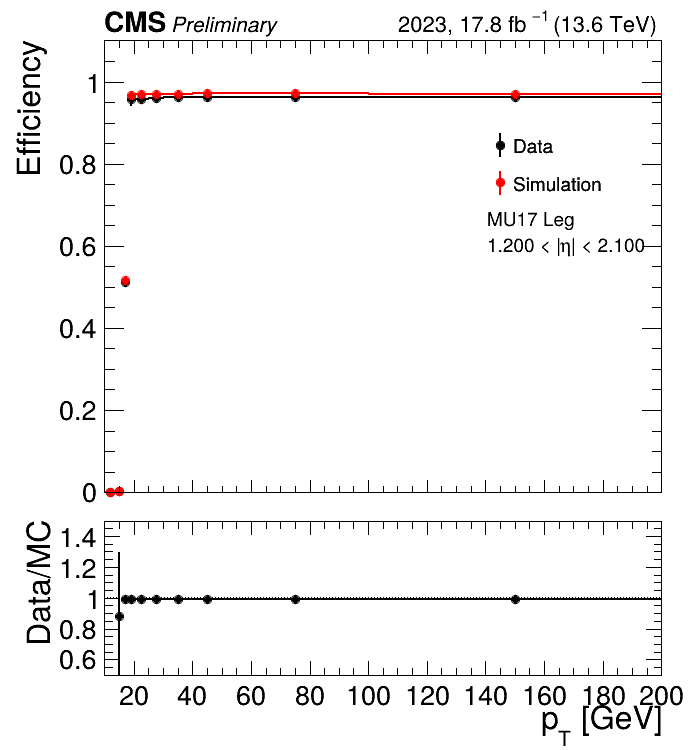 CMS Preliminary 2023, 17.8 fb⁻¹ (13.6 TeV)
Efficiency
1
0.8
0.6
0.4
0.2
0
Data
Simulation
MU17 Leg
1.200 < |η| < 2.100
Data/MC
1.4
1.2
1
0.8
0.6
20 40 60 80 100 120 140 160 180 200
p_T [GeV]